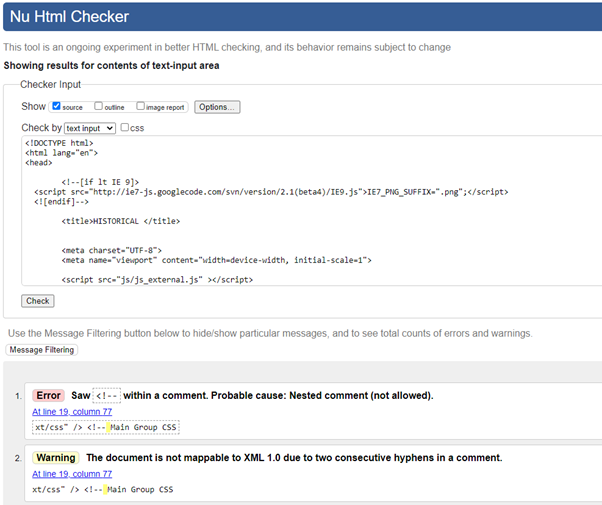 Nu Html Checker
This tool is an ongoing experiment in better HTML checking, and its behavior remains subject to change
Showing results for contents of text-input area
Checker Input
Show source outline image report Options...
Check by text input css
<!DOCTYPE html>
<html lang="en">
<head>
<!--[if lt IE 9]>
<script src="http://ie7-js.googlecode.com/svn/version/2.1(beta4)/IE9.js">IE7_PNG_SUFFIX=".png";</script>
<![endif]-->
<title>HISTORICAL </title>
<meta charset="UTF-8">
<meta name="viewport" content="width=device-width, initial-scale=1">
<script src="js/js_external.js" ></script>
Check
Use the Message Filtering button below to hide/show particular messages, and to see total counts of errors and warnings.
Message Filtering
1. Error Saw <!-- within a comment. Probable cause: Nested comment (not allowed).
At line 19, column 77
xt/css" /> <!-- Main Group CSS
2. Warning The document is not mappable to XML 1.0 due to two consecutive hyphens in a comment.
At line 19, column 77
xt/css" /> <!-- Main Group CSS